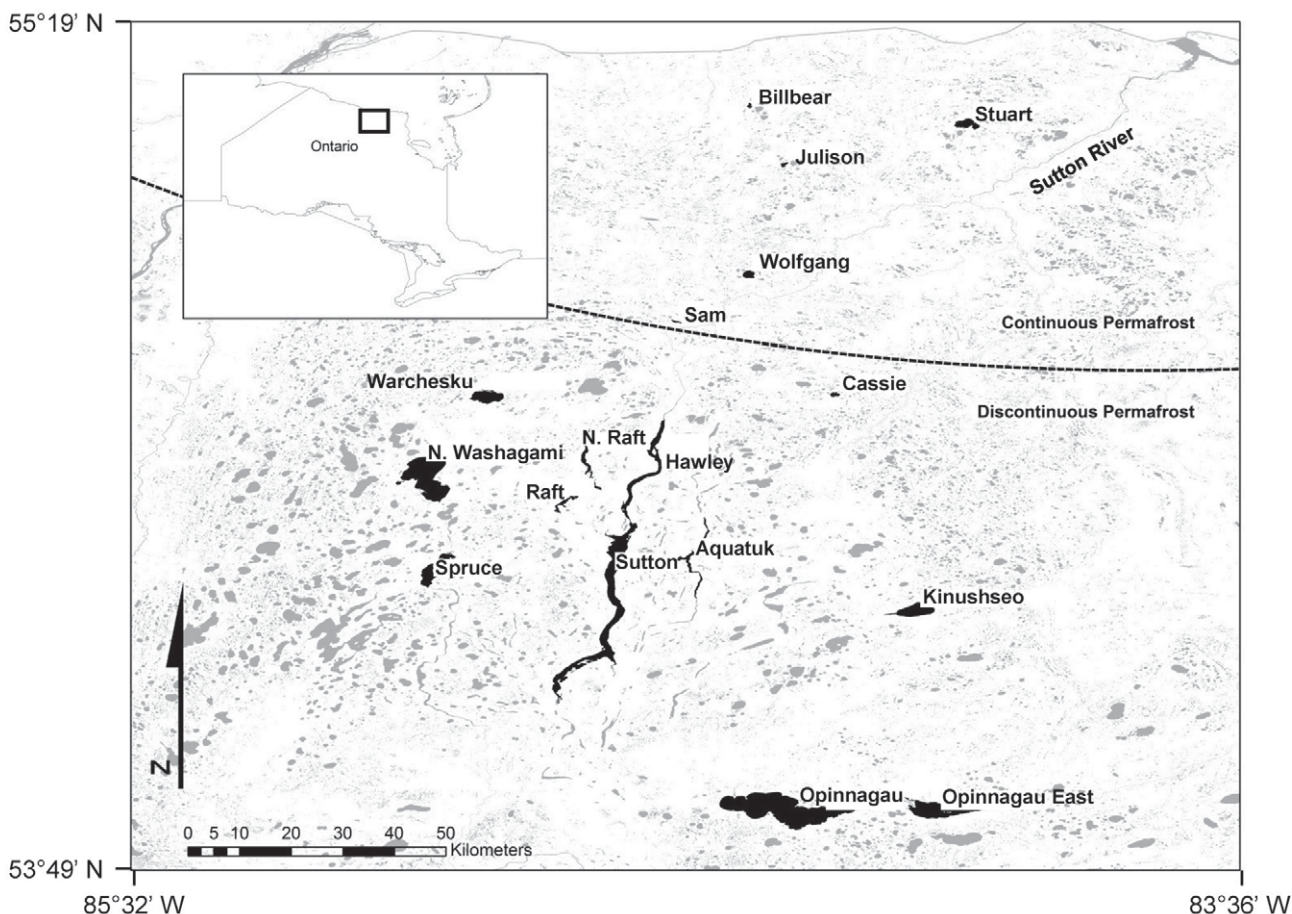 55°19' N
Billbear
Stuart
Ontario
Julison
Sutton River
Wolfgang
Sam
Continuous Permafrost
Warchesku
Cassie
Discontinuous Permafrost
N. Raft
N. Washagami
Hawley
Raft
Aquatuk
Sutton
Spruce
Kinushseo
N
Opinnagau
Opinnagau East
0 5 10 20 30 40 50
Kilometers
53°49' N
85°32' W
83°36' W